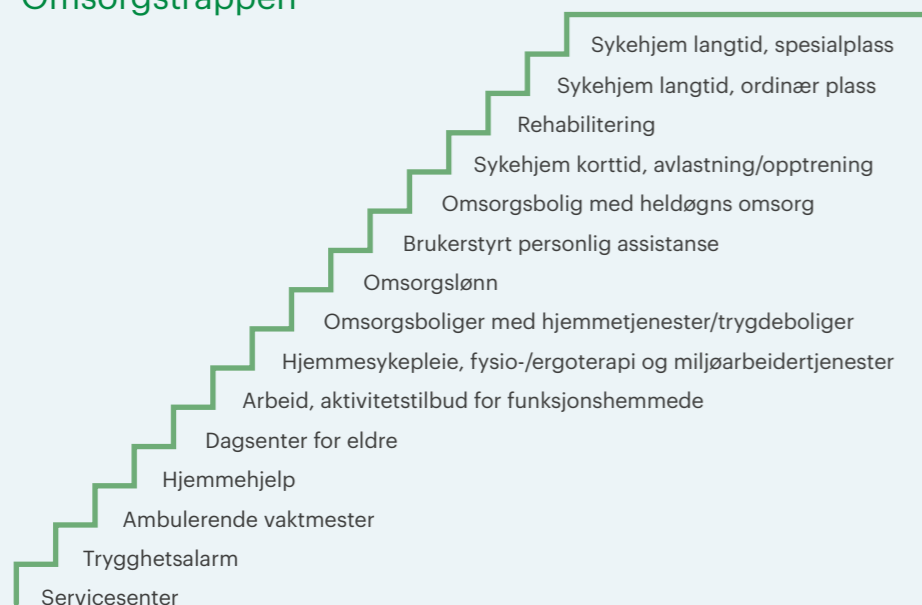 Omsorgstrappen
Sykehjem langtid, spesialplass
Sykehjem langtid, ordinær plass
Rehabilitering
Sykehjem korttid, avlastning/opptrening
Omsorgsbolig med heldøgns omsorg
Brukerstyrt personlig assistanse
Omsorgslønn
Omsorgsboliger med hjemmetjenester/trygdeboliger
Hjemmesykepleie, fysio-/ergoterapi og miljøarbeidertjenester
Arbeid, aktivitetstilbud for funksjonshemmede
Dagsenter for eldre
Hjemmehjelp
Ambulerende vaktmester
Trygghetsalarm
Servicesenter